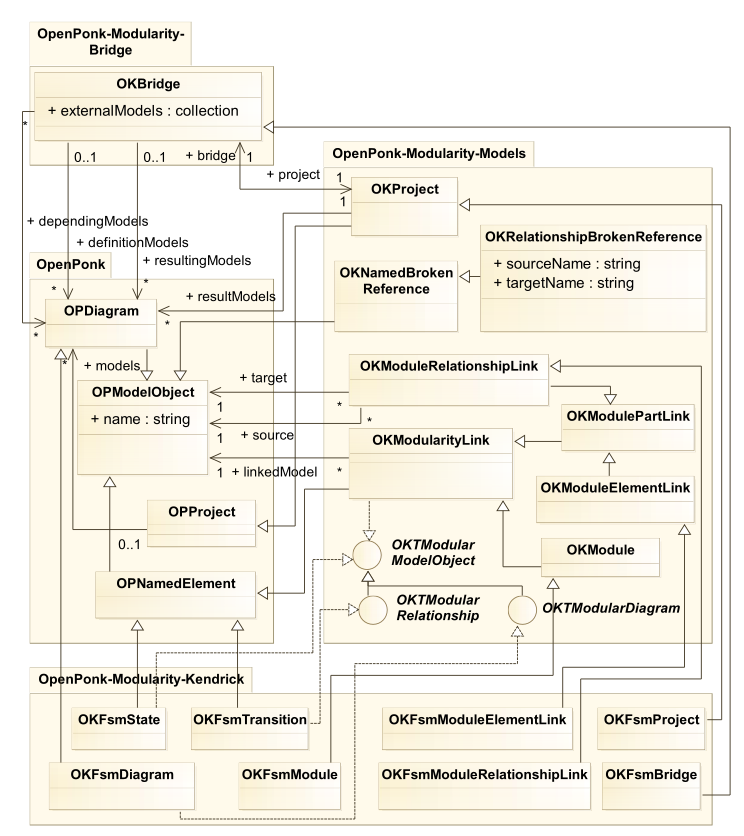 OpenPonk-Modularity-
Bridge
OKBridge
+ externalModels : collection
*
0..1
0..1
+ bridge
1
OpenPonk-Modularity-Models
+ project
1
1
OKProject
+ dependingModels
+ definitionModels
+ resultingModels
*
*
OKRelationshipBrokenReference
+ sourceName : string
+ targetName : string
OKNamedBroken
Reference
OpenPonk
OPDiagram
+ resultModels
*
*
*
+ models
OPModelObject
+ name : string
+ target
1
*
OKModuleRelationshipLink
1
+ source
*
OKModulePartLink
OKModularityLink
1
+ linkedModel
*
OKModuleElementLink
OPProject
0..1
OKTModular
ModelObject
OKModule
OPNamedElement
OKTModular
Relationship
OKTModularDiagram
OpenPonk-Modularity-Kendrick
OKFsmState
OKFsmTransition
OKFsmModuleElementLink
OKFsmProject
OKFsmDiagram
OKFsmModule
OKFsmModuleRelationshipLink
OKFsmBridge